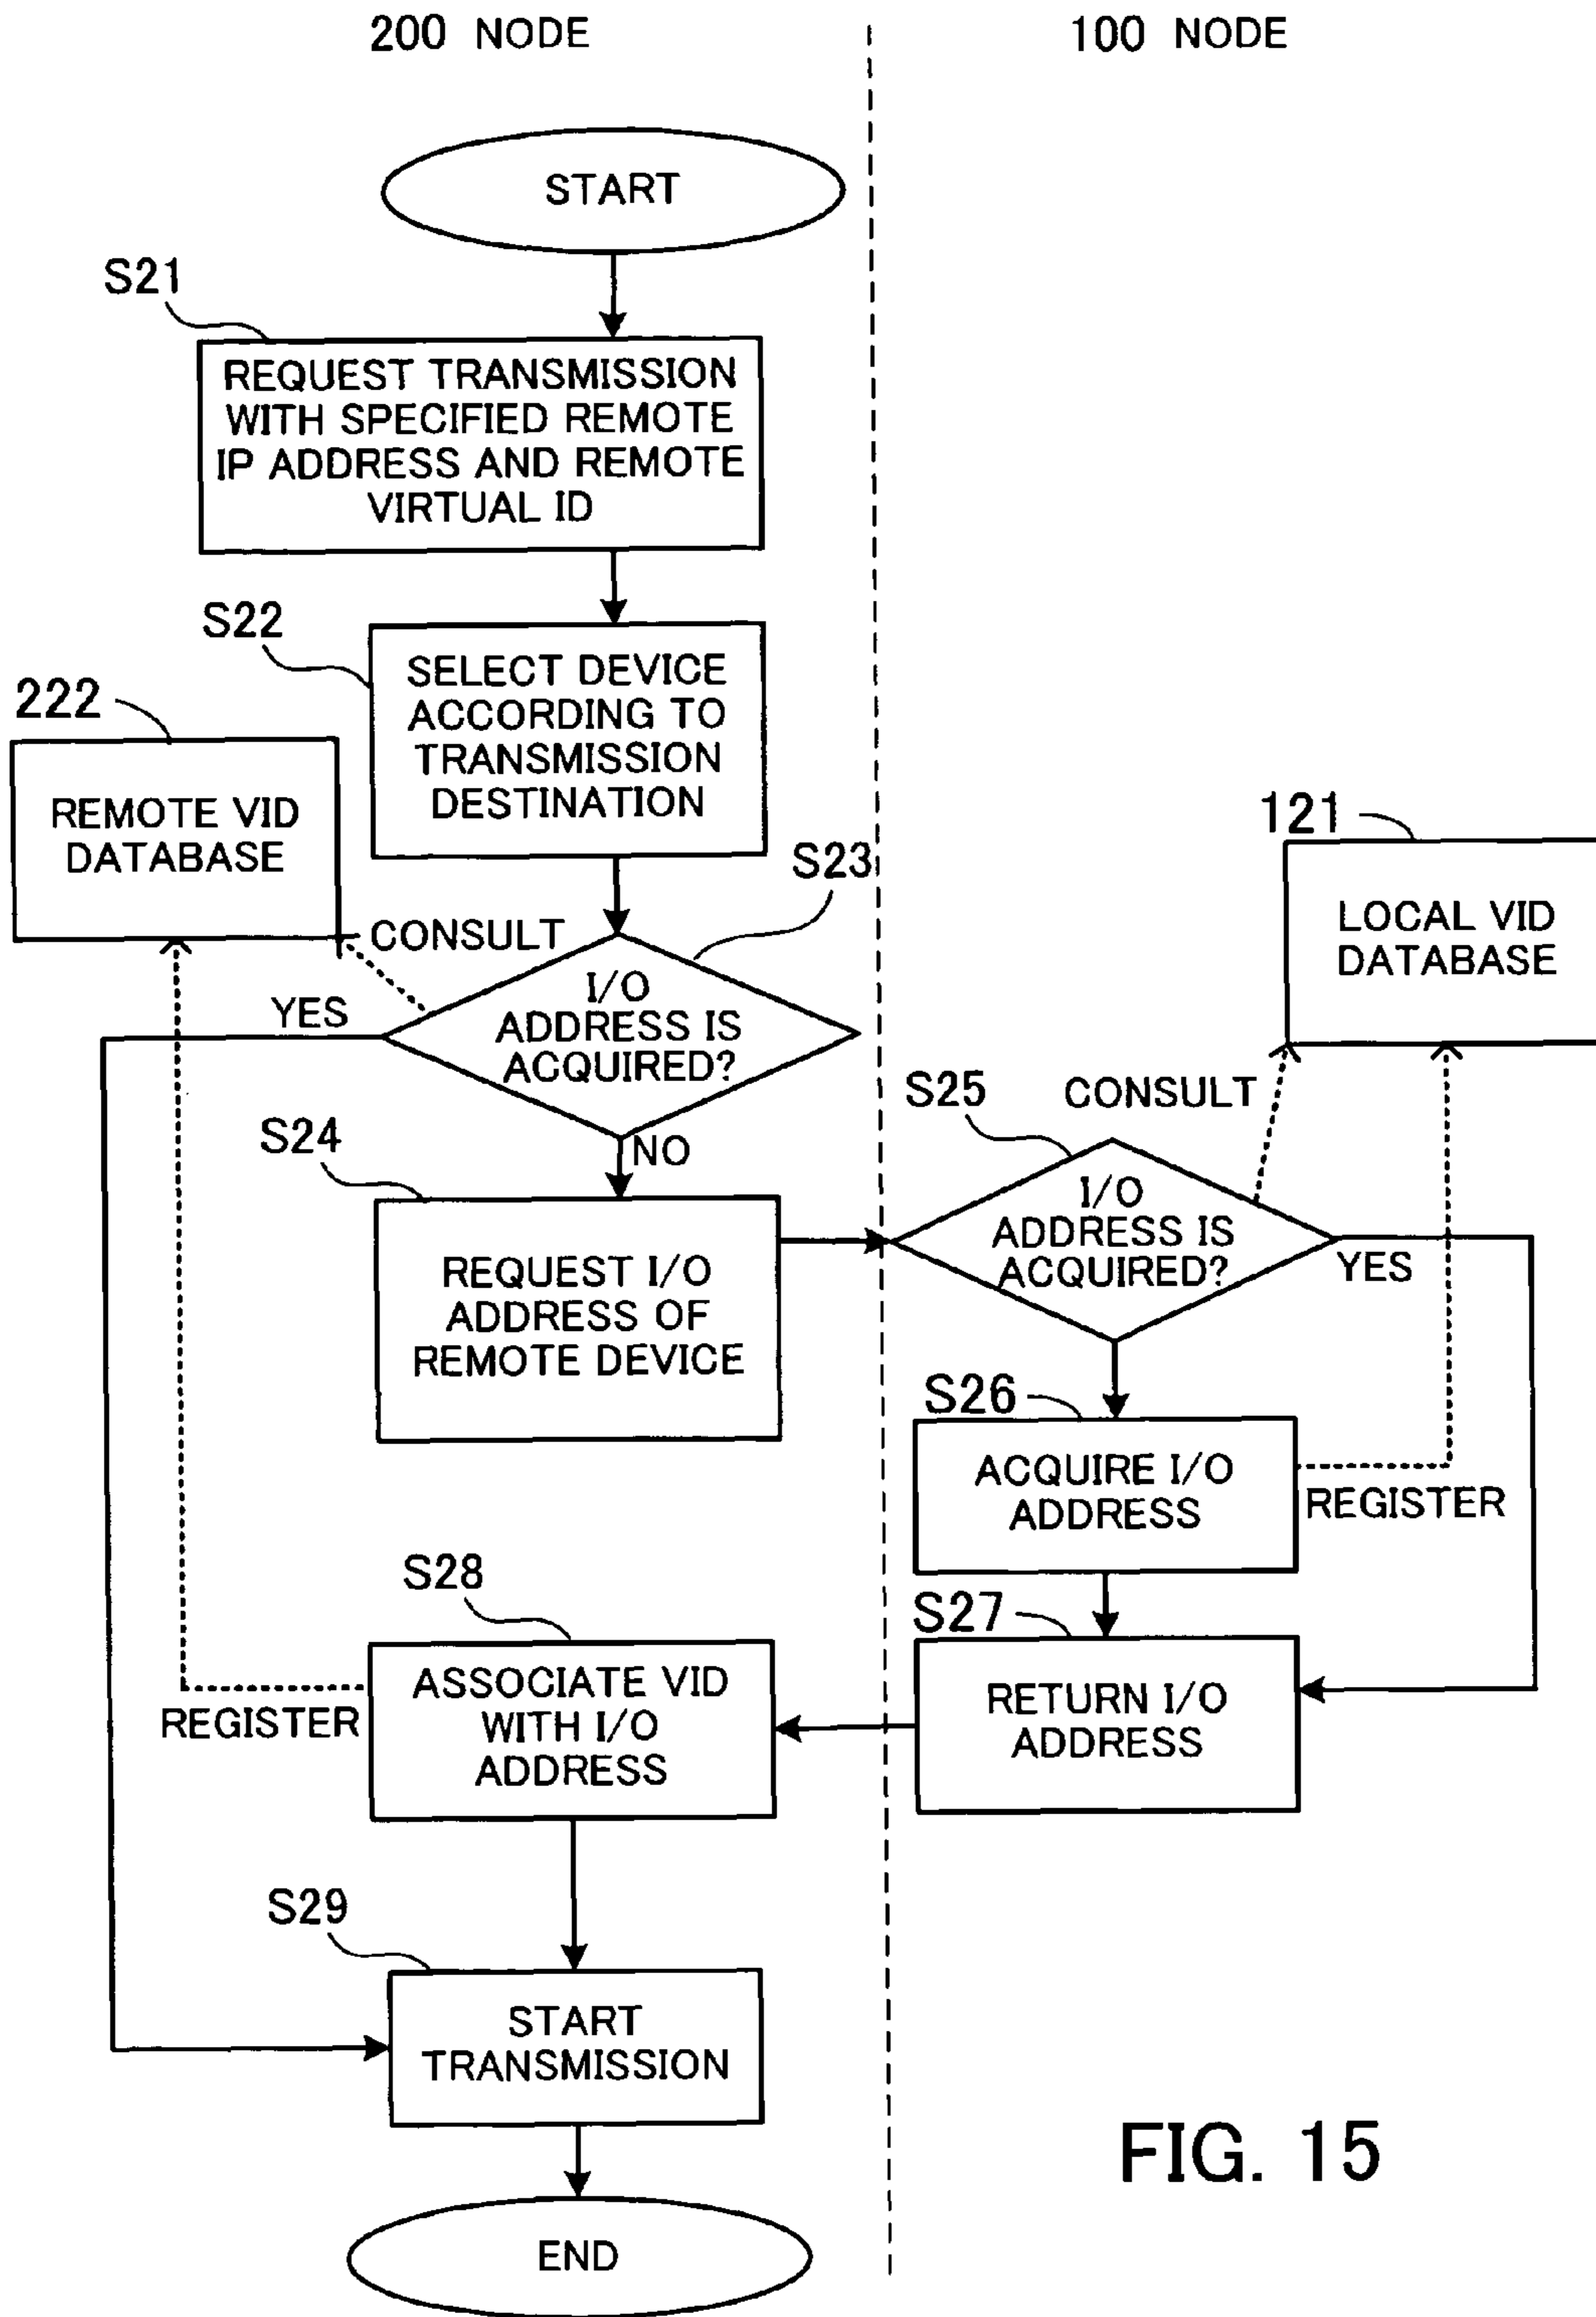 200 NODE
100 NODE
START
S21
REQUEST TRANSMISSION
WITH SPECIFIED REMOTE
IP ADDRESS AND REMOTE
VIRTUAL ID
S22
SELECT DEVICE
ACCORDING TO
TRANSMISSION
DESTINATION
222
REMOTE VID
DATABASE
S23
CONSULT
I/O
ADDRESS IS
ACQUIRED?
YES
NO
121
LOCAL VID
DATABASE
S24
REQUEST I/O
ADDRESS OF
REMOTE DEVICE
S25
CONSULT
I/O
ADDRESS IS
ACQUIRED?
YES
S26
ACQUIRE I/O
ADDRESS
REGISTER
S27
RETURN I/O
ADDRESS
S28
ASSOCIATE VID
WITH I/O
ADDRESS
REGISTER
S29
START
TRANSMISSION
END
FIG. 15